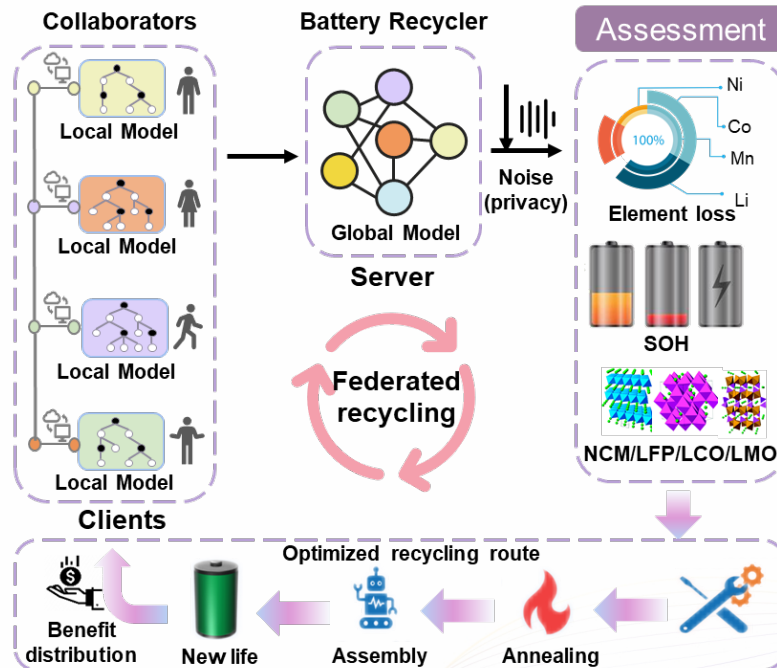 Collaborators
Battery Recycler
Assessment
Local Model
Local Model
Local Model
Local Model
Clients
Global Model
Server
Noise
(privacy)
100%
Ni
Co
Mn
Li
Element loss
SOH
NCM/LFP/LCO/LMO
Federated
recycling
Optimized recycling route
$
Benefit
distribution
New life
Assembly
Annealing